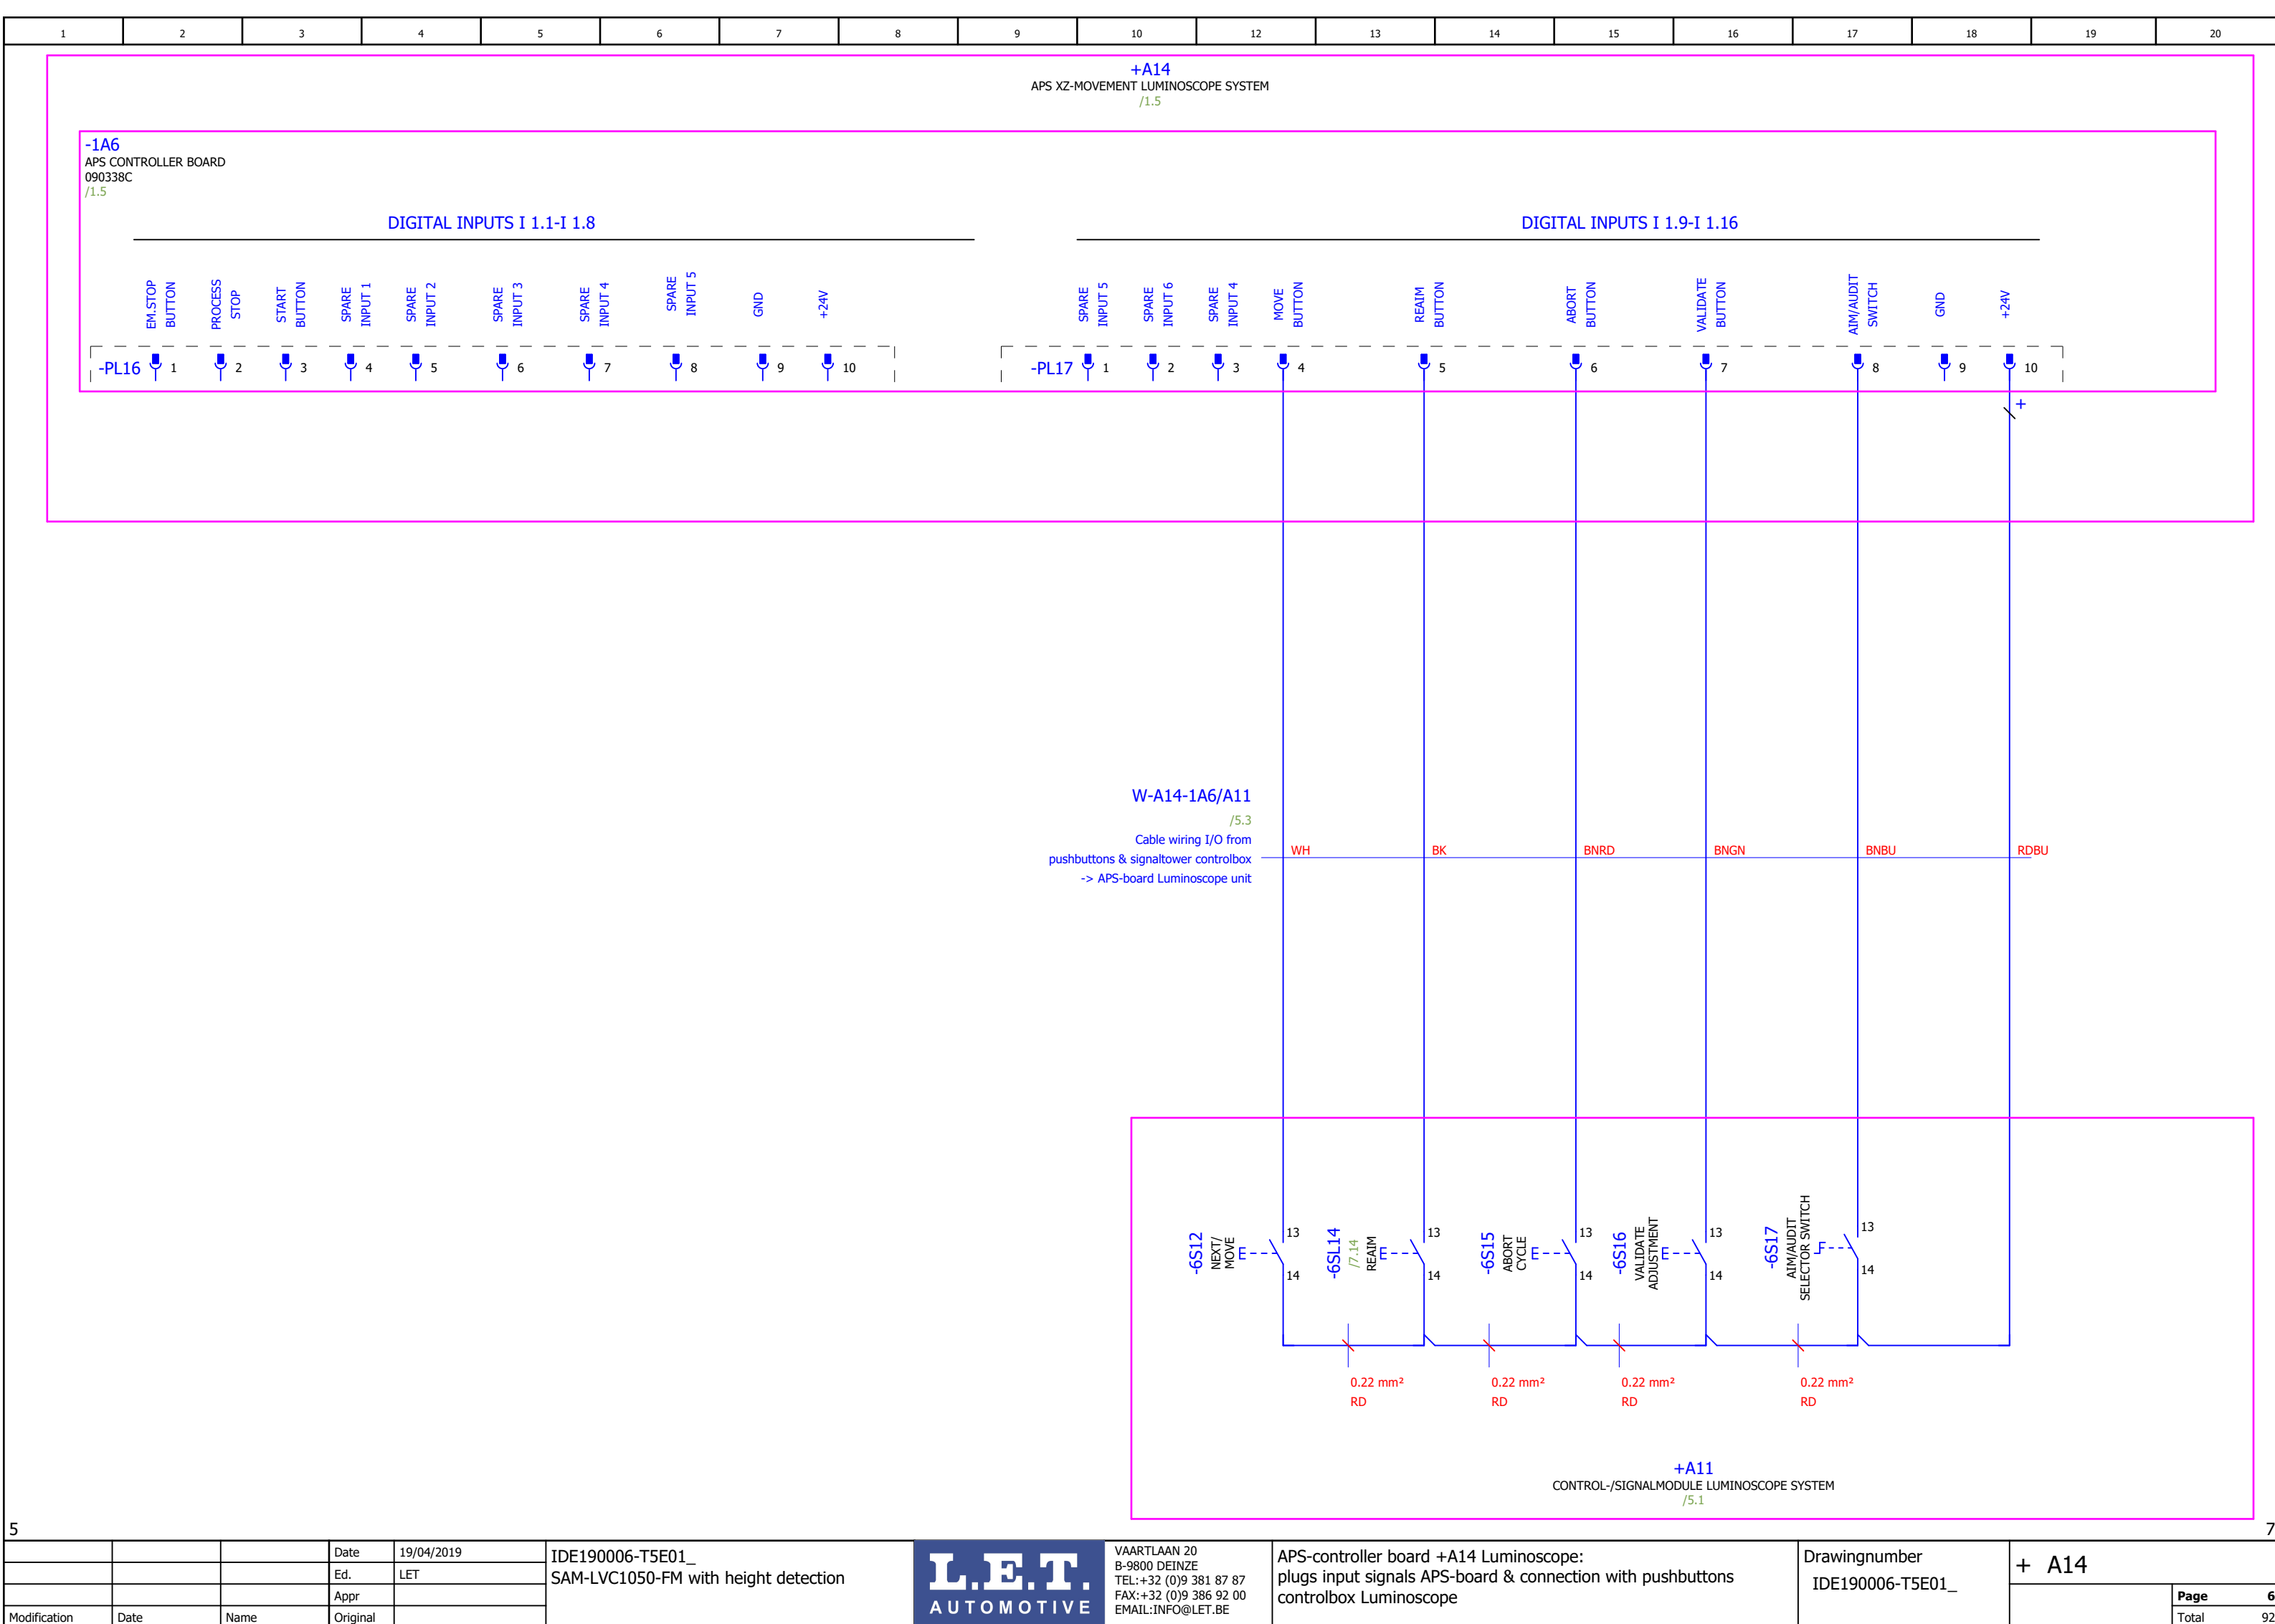 1 2 3 4 5 6 7 8 9 10 12 13 14 15 16 17 18 19 20
+A14
APS XZ-MOVEMENT LUMINOSCOPE SYSTEM
/1.5
-1A6
APS CONTROLLER BOARD
090338C
/1.5
DIGITAL INPUTS I 1.1-I 1.8
DIGITAL INPUTS I 1.9-I 1.16
EM.STOP
BUTTON
PROCESS
STOP
START
BUTTON
SPARE
INPUT 1
SPARE
INPUT 2
SPARE
INPUT 3
SPARE
INPUT 4
SPARE
INPUT 5
GND
+24V
SPARE
INPUT 5
SPARE
INPUT 6
SPARE
INPUT 4
MOVE
BUTTON
REAIM
BUTTON
ABORT
BUTTON
VALIDATE
BUTTON
AIM/AUDIT
SWITCH
GND
+24V
-PL16 1 2 3 4 5 6 7 8 9 10
-PL17 1 2 3 4 5 6 7 8 9 10
+
W-A14-1A6/A11
/5.3
Cable wiring I/O from
pushbuttons & signaltower controlbox
-> APS-board Luminoscope unit
WH BK BNRD BNGN BNBU RDBU
-6S12
NEXT/
MOVE
13
14
-6SL14
/7.14
REAIM
13
14
-6S15
ABORT
CYCLE
13
14
-6S16
VALIDATE
ADJUSTMENT
13
14
-6S17
AIM/AUDIT
SELECTOR SWITCH
13
14
0.22 mm²
RD
0.22 mm²
RD
0.22 mm²
RD
0.22 mm²
RD
+A11
CONTROL-/SIGNALMODULE LUMINOSCOPE SYSTEM
/5.1
5
7
Date 19/04/2019
Ed. LET
Appr
Modification Date Name Original
IDE190006-T5E01_
SAM-LVC1050-FM with height detection
L.E.T.
AUTOMOTIVE
VAARTLAAN 20
B-9800 DEINZE
TEL:+32 (0)9 381 87 87
FAX:+32 (0)9 386 92 00
EMAIL:INFO@LET.BE
APS-controller board +A14 Luminoscope:
plugs input signals APS-board & connection with pushbuttons
controlbox Luminoscope
Drawingnumber
IDE190006-T5E01_
+ A14
Page 6
Total 92